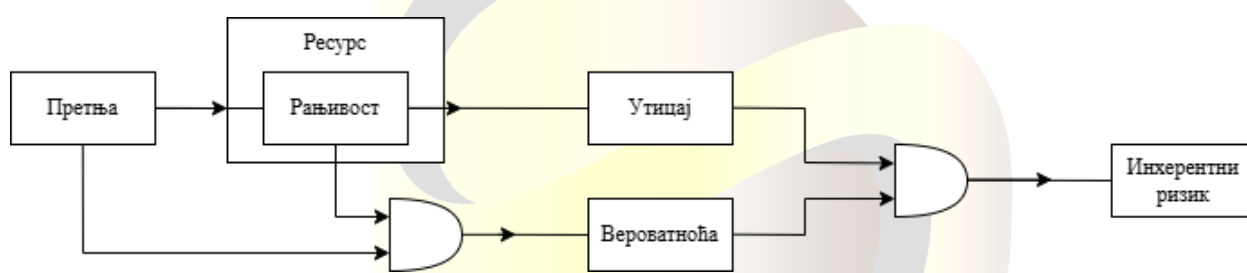 Ресурс
Претња
Рањивост
Утицај
Вероватноћа
Инхерентни
ризик